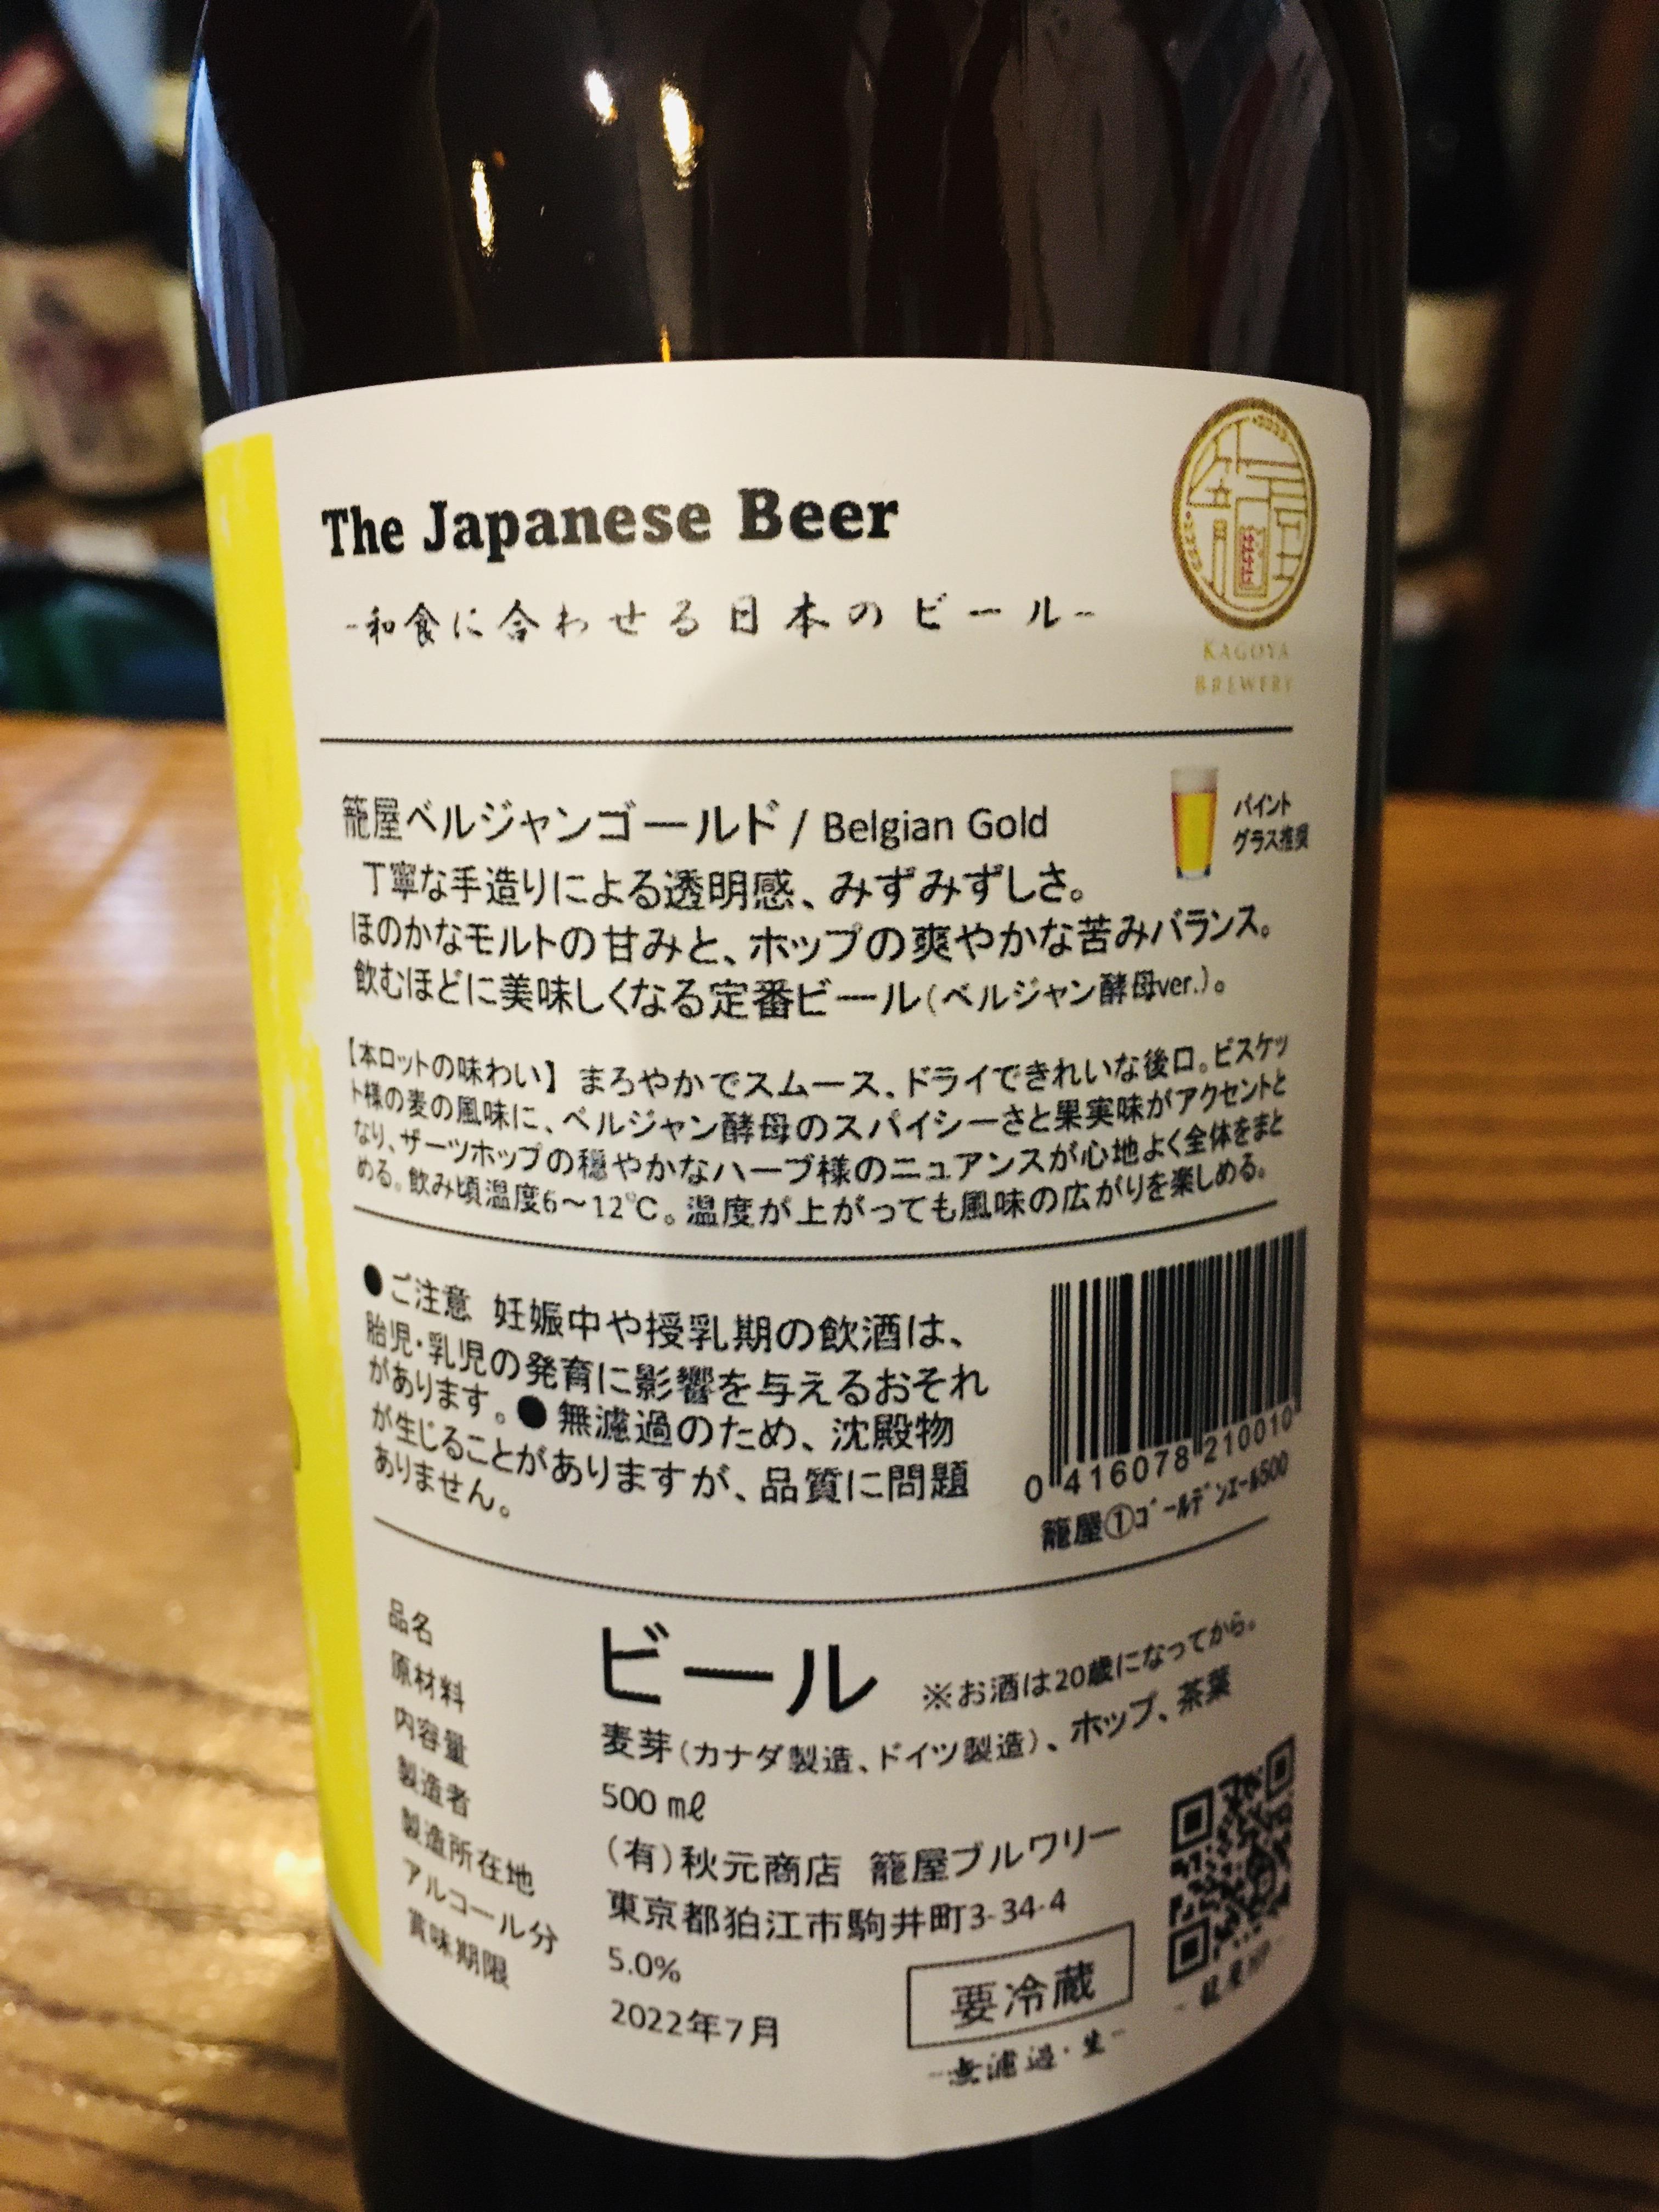 The Japanese Beer
-和食に合わせる日本のビール-
KAGOYA
BREWERY
籠屋ベルジャンゴールド / Belgian Gold
パイント
グラス推奨
丁寧な手造りによる透明感、みずみずしさ。
ほのかなモルトの甘みと、ホップの爽やかな苦みバランス。
飲むほどに美味しくなる定番ビール(ベルジャン酵母ver.)。
【本ロットの味わい】 まろやかでスムース、ドライできれいな後口。ビスケッ
ト様の麦の風味に、ベルジャン酵母のスパイシーさと果実味がアクセントと
なり、ザーツホップの穏やかなハーブ様のニュアンスが心地よく全体をまと
める。飲み頃温度6～12℃。温度が上がっても風味の広がりを楽しめる。
●ご注意 妊娠中や授乳期の飲酒は、
胎児・乳児の発育に影響を与えるおそれ
があります。●無濾過のため、沈殿物
が生じることがありますが、品質に問題
ありません。
0 416078 210010
籠屋①ｺﾞｰﾙﾃﾞﾝｴｰﾙ500
品名 ビール ※お酒は20歳になってから。
原材料 麦芽(カナダ製造、ドイツ製造)、ホップ、茶葉
内容量 500 ㎖
製造者 (有)秋元商店 籠屋ブルワリー
製造所在地 東京都狛江市駒井町3-34-4
アルコール分 5.0%
賞味期限 2022年7月
要冷蔵
-無濾過・生-
-籠屋HP-